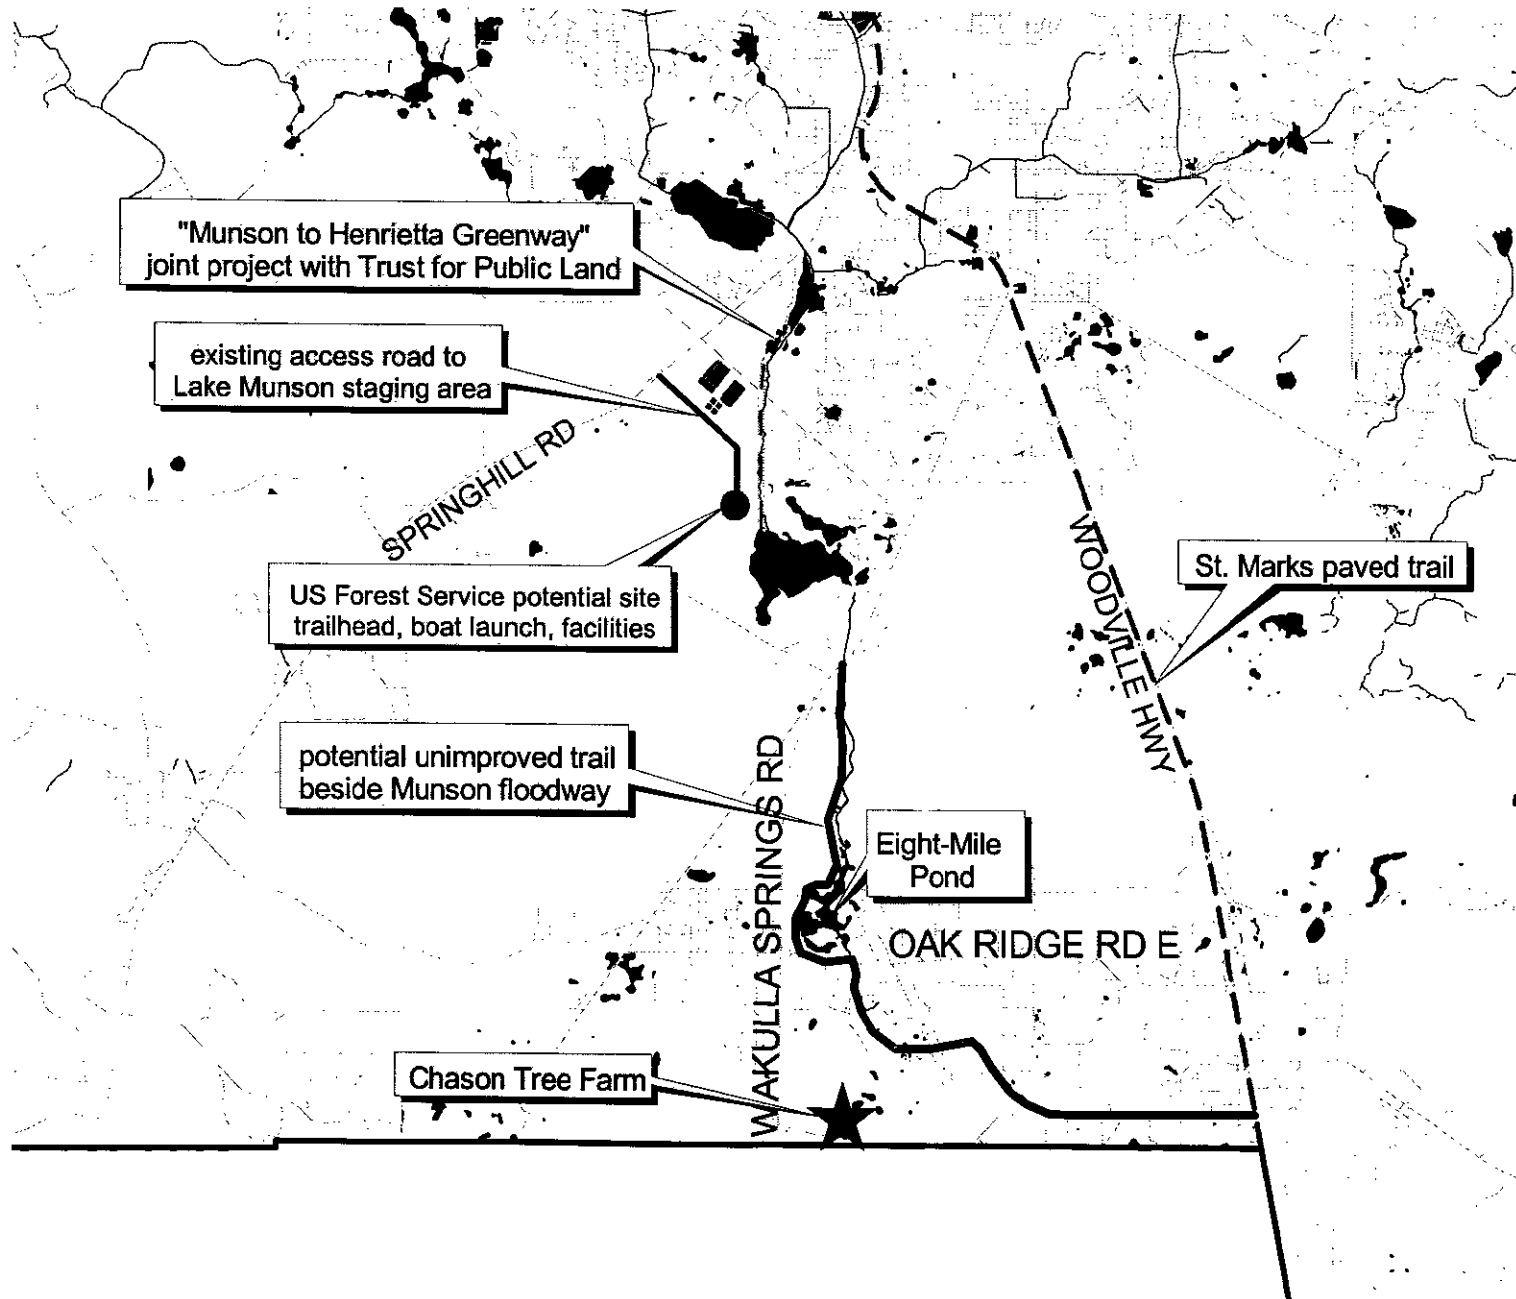 "Munson to Henrietta Greenway"
joint project with Trust for Public Land
existing access road to
Lake Munson staging area
SPRINGHILL RD
US Forest Service potential site
trailhead, boat launch, facilities
WOODVILLE HWY
St. Marks paved trail
potential unimproved trail
beside Munson floodway
WAKULLA SPRINGS RD
Eight-Mile
Pond
OAK RIDGE RD E
Chason Tree Farm